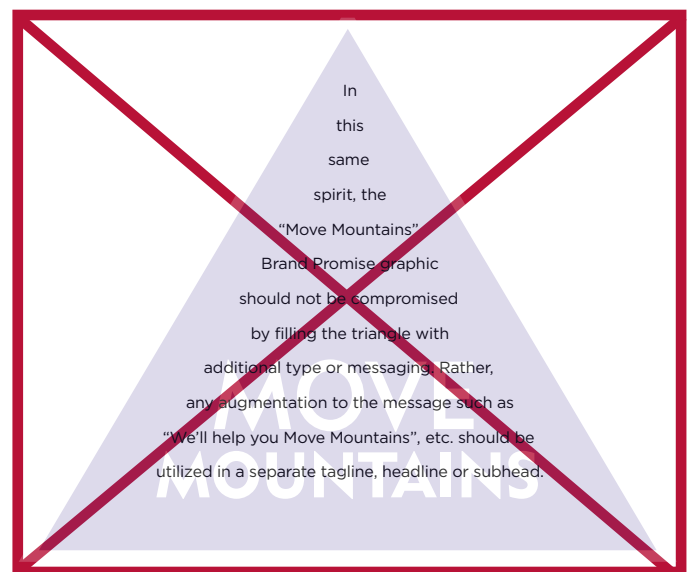 In
this
same
spirit, the
“Move Mountains”
Brand Promise graphic
should not be compromised
by filling the triangle with
additional type or messaging. Rather,
any augmentation to the message such as
“We’ll help you Move Mountains”, etc. should be
utilized in a separate tagline, headline or subhead.
MOVE
MOUNTAINS